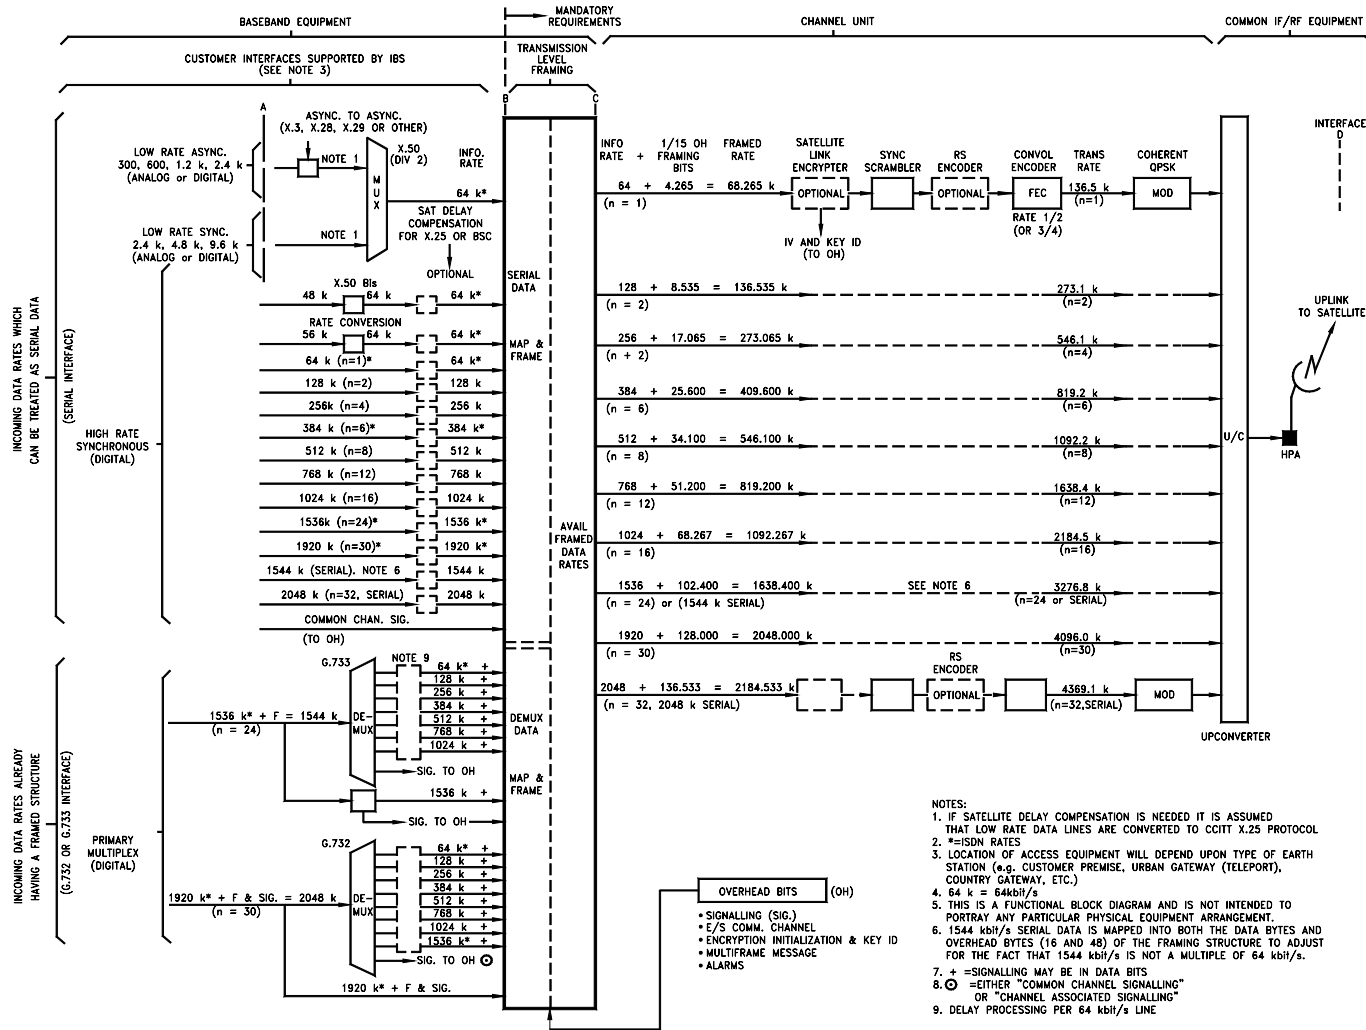 BASEBAND EQUIPMENT
MANDATORY
REQUIREMENTS
CHANNEL UNIT
COMMON IF/RF EQUIPMENT
CUSTOMER INTERFACES SUPPORTED BY IBS
(SEE NOTE 3)
TRANSMISSION
LEVEL
FRAMING
A
B
C
INTERFACE
D
INCOMING DATA RATES WHICH
CAN BE TREATED AS SERIAL DATA
(SERIAL INTERFACE)
LOW RATE ASYNC.
300, 600, 1.2 k, 2.4 k
(ANALOG or DIGITAL)
ASYNC. TO ASYNC.
(X.3, X.28, X.29 OR OTHER)
NOTE 1
MUX
X.50
(DIV 2)
INFO.
RATE
64 k*
LOW RATE SYNC.
2.4 k, 4.8 k, 9.6 k
(ANALOG or DIGITAL)
NOTE 1
SAT DELAY
COMPENSATION
FOR X.25 OR BSC
OPTIONAL
HIGH RATE
SYNCHRONOUS
(DIGITAL)
X.50 BIs
48 k 64 k 64 k*
RATE CONVERSION
56 k 64 k 64 k*
64 k (n=1)* 64 k*
128 k (n=2) 128 k
256k (n=4) 256 k
384 k (n=6)* 384 k*
512 k (n=8) 512 k
768 k (n=12) 768 k
1024 k (n=16) 1024 k
1536k (n=24)* 1536 k*
1920 k (n=30)* 1920 k*
1544 k (SERIAL). NOTE 6 1544 k
2048 k (n=32, SERIAL) 2048 k
COMMON CHAN. SIG.
(TO OH)
SERIAL
DATA
MAP &
FRAME
AVAIL
FRAMED
DATA
RATES
DEMUX
DATA
MAP &
FRAME
INCOMING DATA RATES ALREADY
HAVING A FRAMED STRUCTURE
(G.732 OR G.733 INTERFACE)
PRIMARY
MULTIPLEX
(DIGITAL)
1536 k* + F = 1544 k
(n = 24)
G.733
DE-
MUX
NOTE 9
64 k* +
128 k +
256 k +
384 k +
512 k +
768 k +
1024 k +
SIG. TO OH
1536 k +
SIG. TO OH
1920 k* + F & SIG. = 2048 k
(n = 30)
G.732
DE-
MUX
64 k* +
128 k +
256 k +
384 k +
512 k +
768 k +
1024 k +
1536 k* +
SIG. TO OH ⊙
1920 k* + F & SIG.
INFO
RATE + 1/15 OH
FRAMING
BITS
FRAMED
RATE
SATELLITE
LINK
ENCRYPTER
SYNC
SCRAMBLER
RS
ENCODER
CONVOL
ENCODER
TRANS
RATE
COHERENT
QPSK
64 + 4.265 = 68.265 k
(n = 1)
OPTIONAL
OPTIONAL
FEC
136.5 k
(n=1)
MOD
RATE 1/2
(OR 3/4)
IV AND KEY ID
(TO OH)
128 + 8.535 = 136.535 k
(n = 2)
273.1 k
(n=2)
256 + 17.065 = 273.065 k
(n + 2)
546.1 k
(n=4)
384 + 25.600 = 409.600 k
(n = 6)
819.2 k
(n=6)
512 + 34.100 = 546.100 k
(n = 8)
1092.2 k
(n=8)
768 + 51.200 = 819.200 k
(n = 12)
1638.4 k
(n=12)
1024 + 68.267 = 1092.267 k
(n = 16)
2184.5 k
(n=16)
1536 + 102.400 = 1638.400 k
(n = 24) or (1544 k SERIAL)
SEE NOTE 6
3276.8 k
(n=24 or SERIAL)
1920 + 128.000 = 2048.000 k
(n = 30)
4096.0 k
(n=30)
RS
ENCODER
2048 + 136.533 = 2184.533 k
(n = 32, 2048 k SERIAL)
OPTIONAL
4369.1 k
(n=32,SERIAL)
MOD
U/C
UPCONVERTER
UPLINK
TO SATELLITE
HPA
OVERHEAD BITS (OH)
• SIGNALLING (SIG.)
• E/S COMM. CHANNEL
• ENCRYPTION INITIALIZATION & KEY ID
• MULTIFRAME MESSAGE
• ALARMS
NOTES:
1. IF SATELLITE DELAY COMPENSATION IS NEEDED IT IS ASSUMED
THAT LOW RATE DATA LINES ARE CONVERTED TO CCITT X.25 PROTOCOL
2. *=ISDN RATES
3. LOCATION OF ACCESS EQUIPMENT WILL DEPEND UPON TYPE OF EARTH
STATION (e.g. CUSTOMER PREMISE, URBAN GATEWAY (TELEPORT),
COUNTRY GATEWAY, ETC.)
4. 64 k = 64kbit/s
5. THIS IS A FUNCTIONAL BLOCK DIAGRAM AND IS NOT INTENDED TO
PORTRAY ANY PARTICULAR PHYSICAL EQUIPMENT ARRANGEMENT.
6. 1544 kbit/s SERIAL DATA IS MAPPED INTO BOTH THE DATA BYTES AND
OVERHEAD BYTES (16 AND 48) OF THE FRAMING STRUCTURE TO ADJUST
FOR THE FACT THAT 1544 kbit/s IS NOT A MULTIPLE OF 64 kbit/s.
7. + =SIGNALLING MAY BE IN DATA BITS
8. ⊙ =EITHER "COMMON CHANNEL SIGNALLING"
OR "CHANNEL ASSOCIATED SIGNALLING"
9. DELAY PROCESSING PER 64 kbit/s LINE